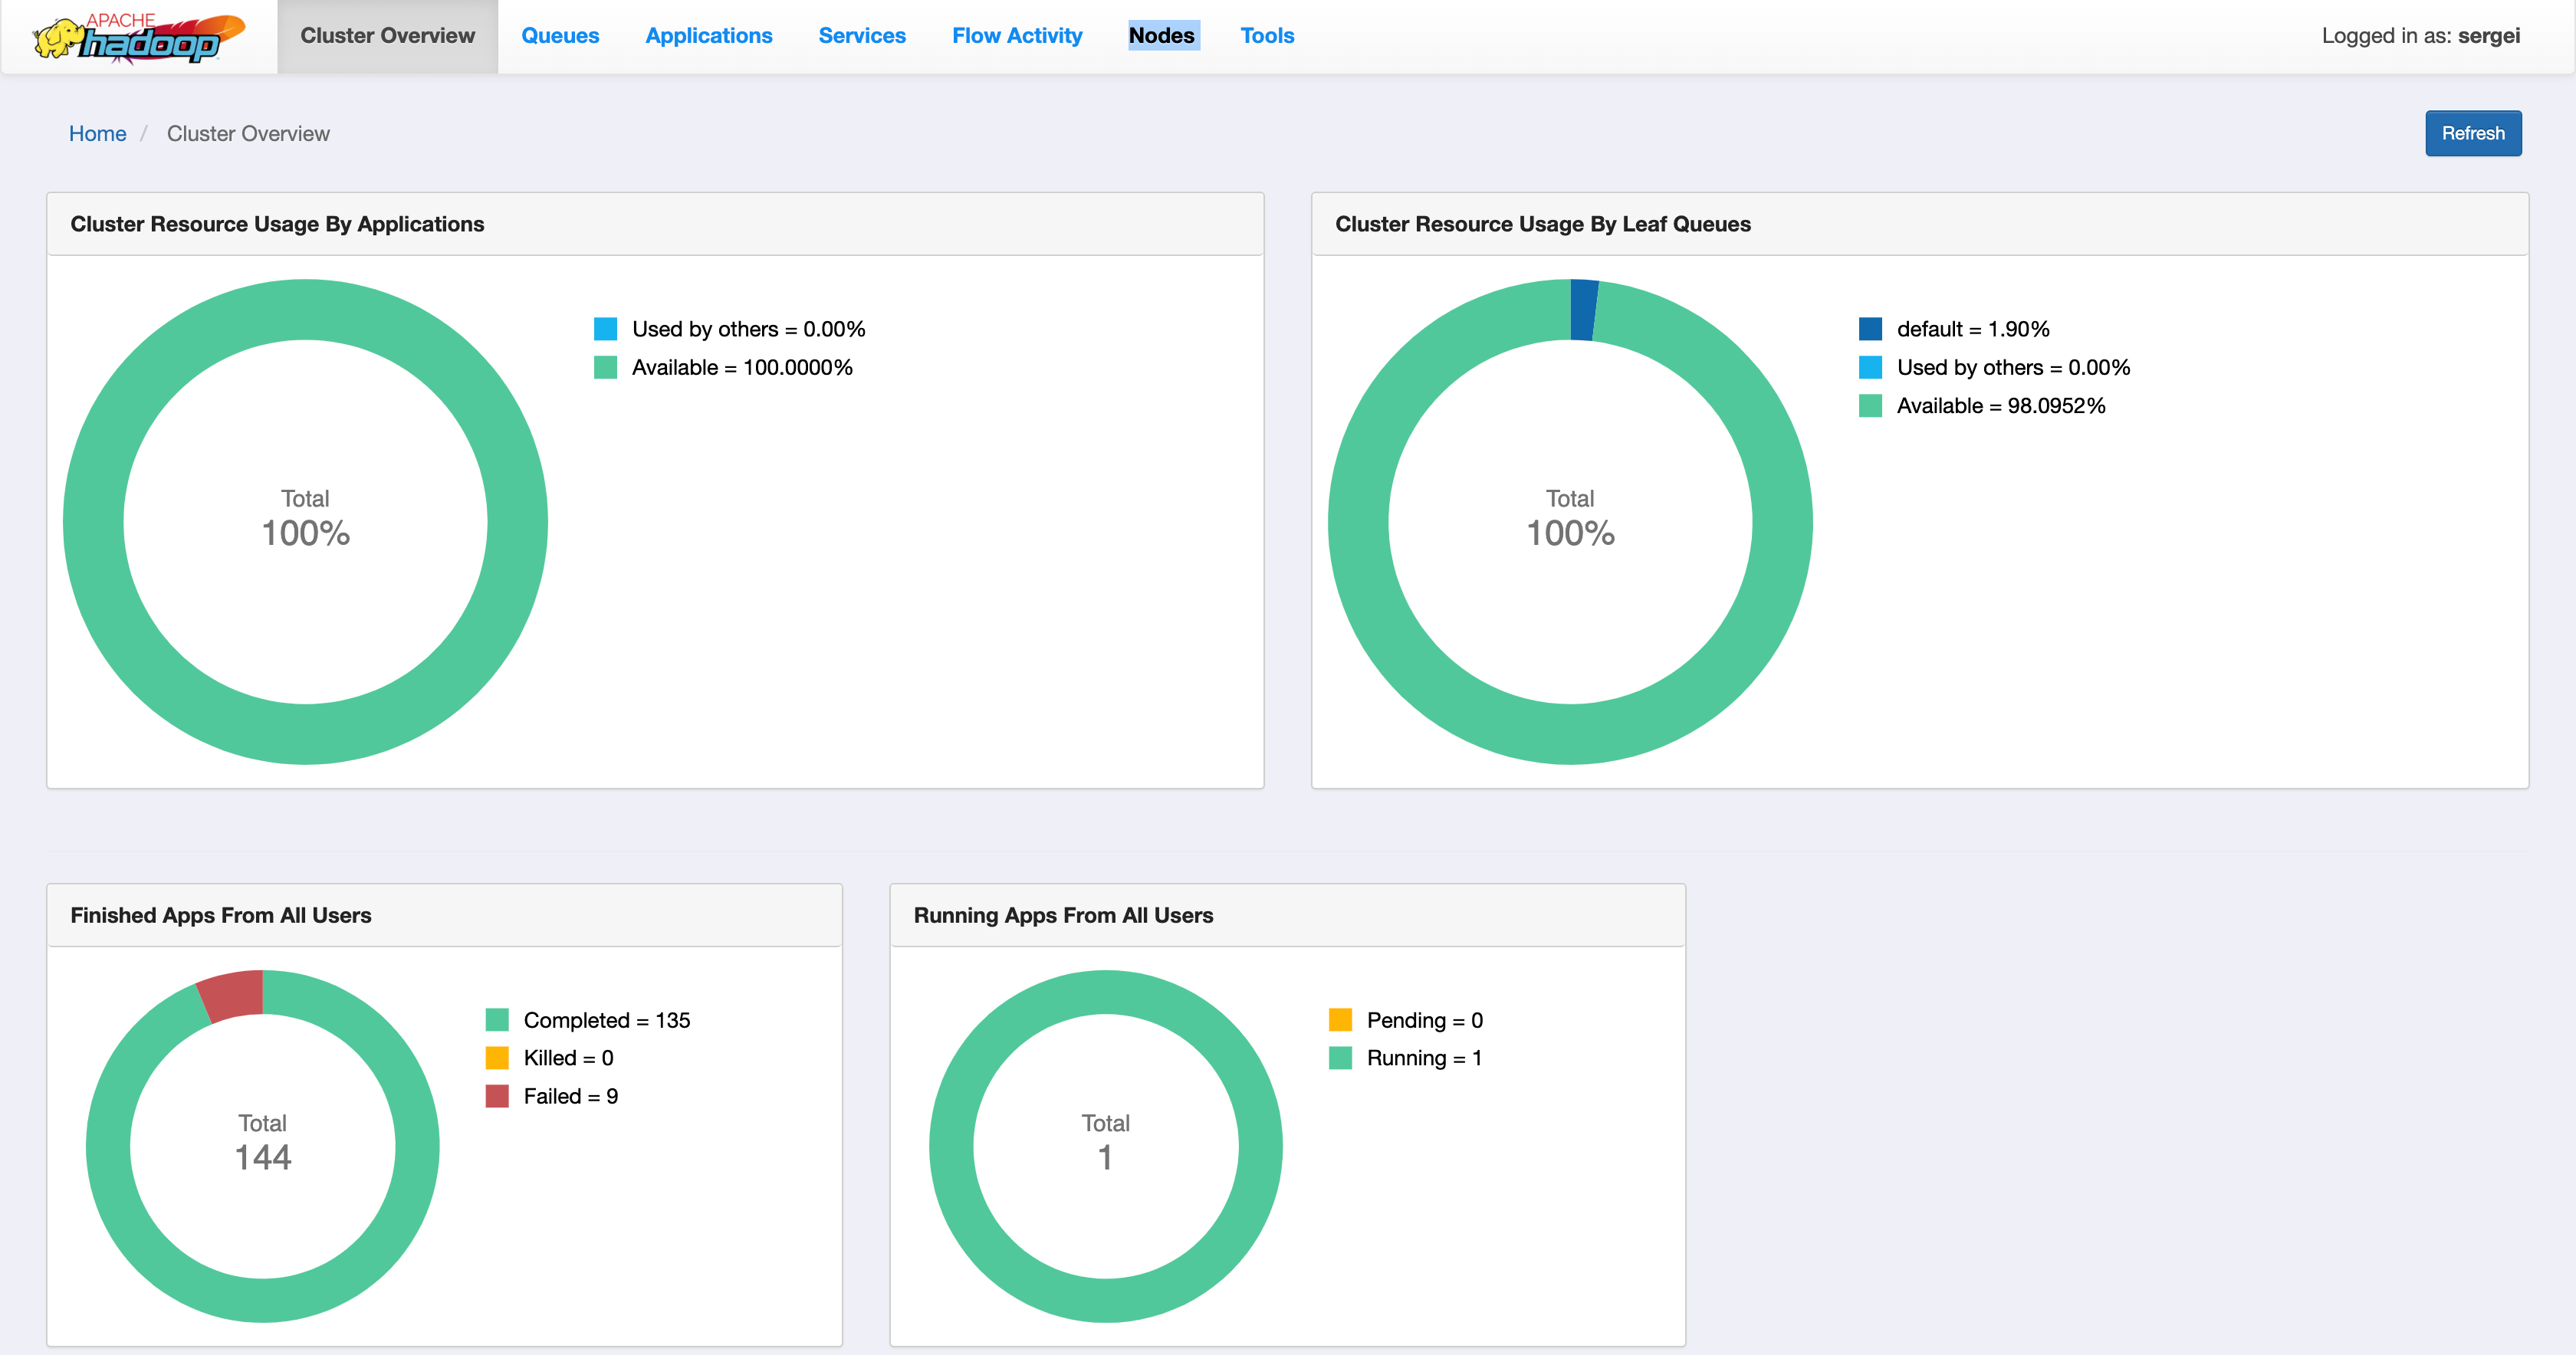 APACHE
hadoop
Cluster Overview Queues Applications Services Flow Activity Nodes Tools Logged in as: sergei
Home / Cluster Overview
Refresh
Cluster Resource Usage By Applications
Used by others = 0.00%
Available = 100.0000%
Total
100%
Cluster Resource Usage By Leaf Queues
default = 1.90%
Used by others = 0.00%
Available = 98.0952%
Total
100%
Finished Apps From All Users
Completed = 135
Killed = 0
Failed = 9
Total
144
Running Apps From All Users
Pending = 0
Running = 1
Total
1